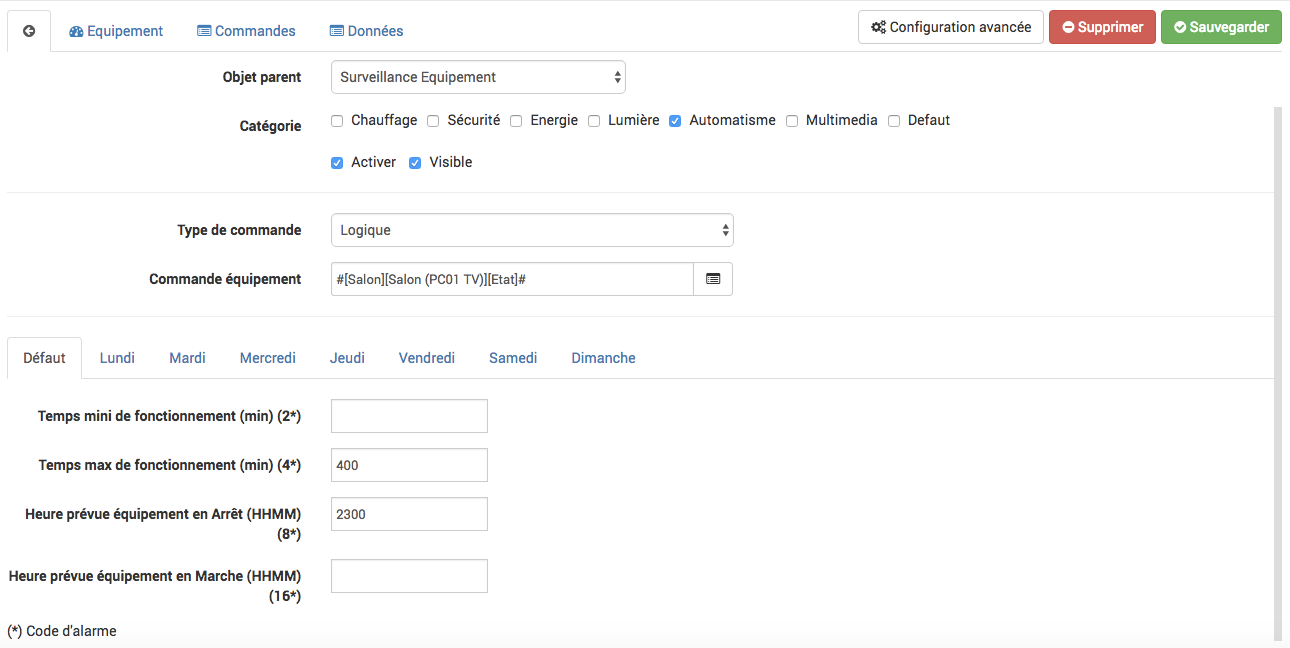 Equipement Commandes Données Configuration avancée Supprimer Sauvegarder
Objet parent Surveillance Equipement
Catégorie Chauffage Sécurité Energie Lumière Automatisme Multimedia Defaut
Activer Visible
Type de commande Logique
Commande équipement #[Salon][Salon (PC01 TV)][Etat]#
Défaut Lundi Mardi Mercredi Jeudi Vendredi Samedi Dimanche
Temps mini de fonctionnement (min) (2*)
Temps max de fonctionnement (min) (4*) 400
Heure prévue équipement en Arrêt (HHMM) 2300
(8*)
Heure prévue équipement en Marche (HHMM)
(16*)
(*) Code d'alarme